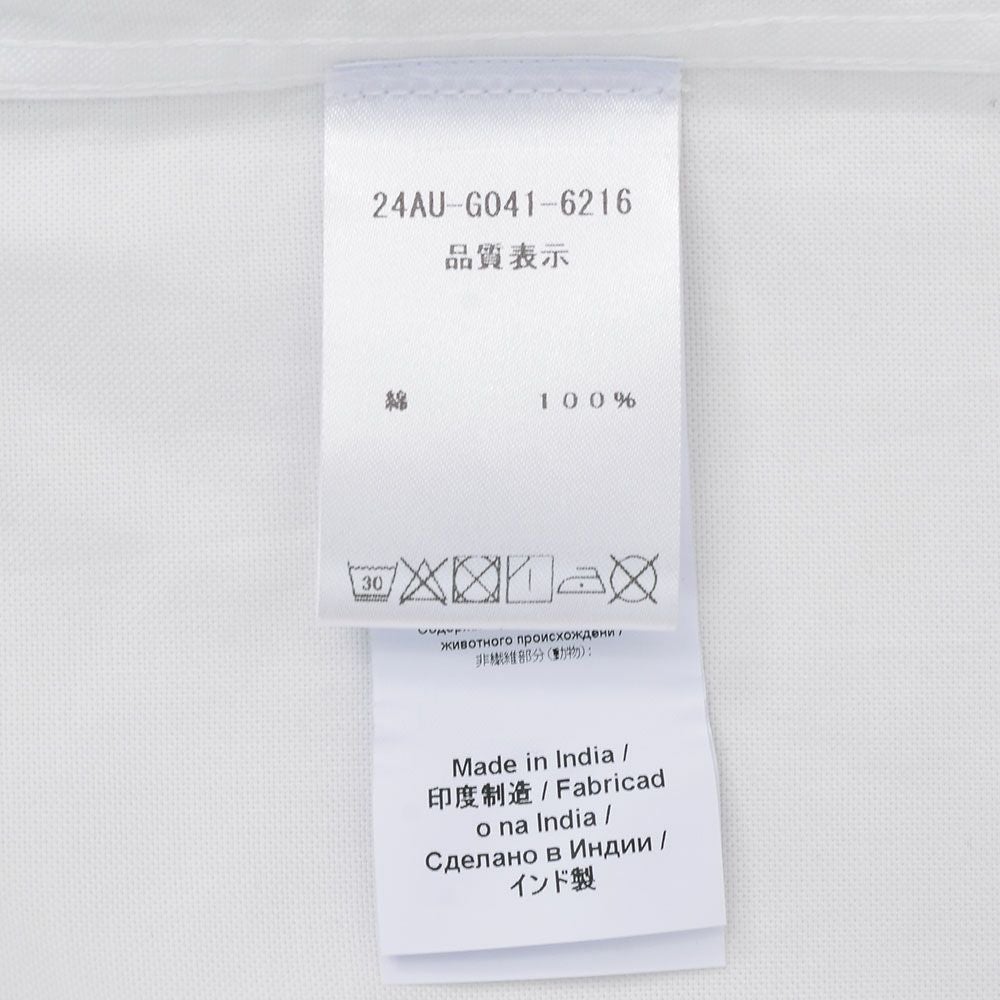 24AU-G041-6216
品質表示
綿 100%
30
животного происхождени /
非繊維部分(動物):
Made in India /
印度制造 / Fabricad
o na India /
Сделано в Индии /
インド製